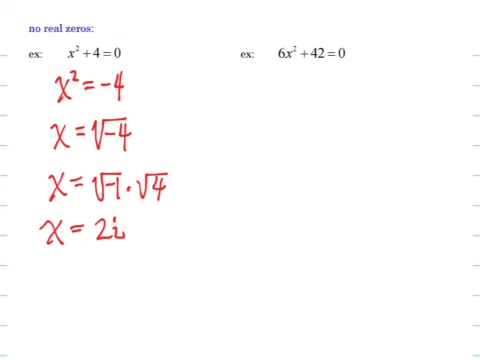 no real zeros:
ex: x² + 4 = 0
ex: 6x² + 42 = 0
x² = -4
x = √-4
x = √-1 · √4
x = 2i